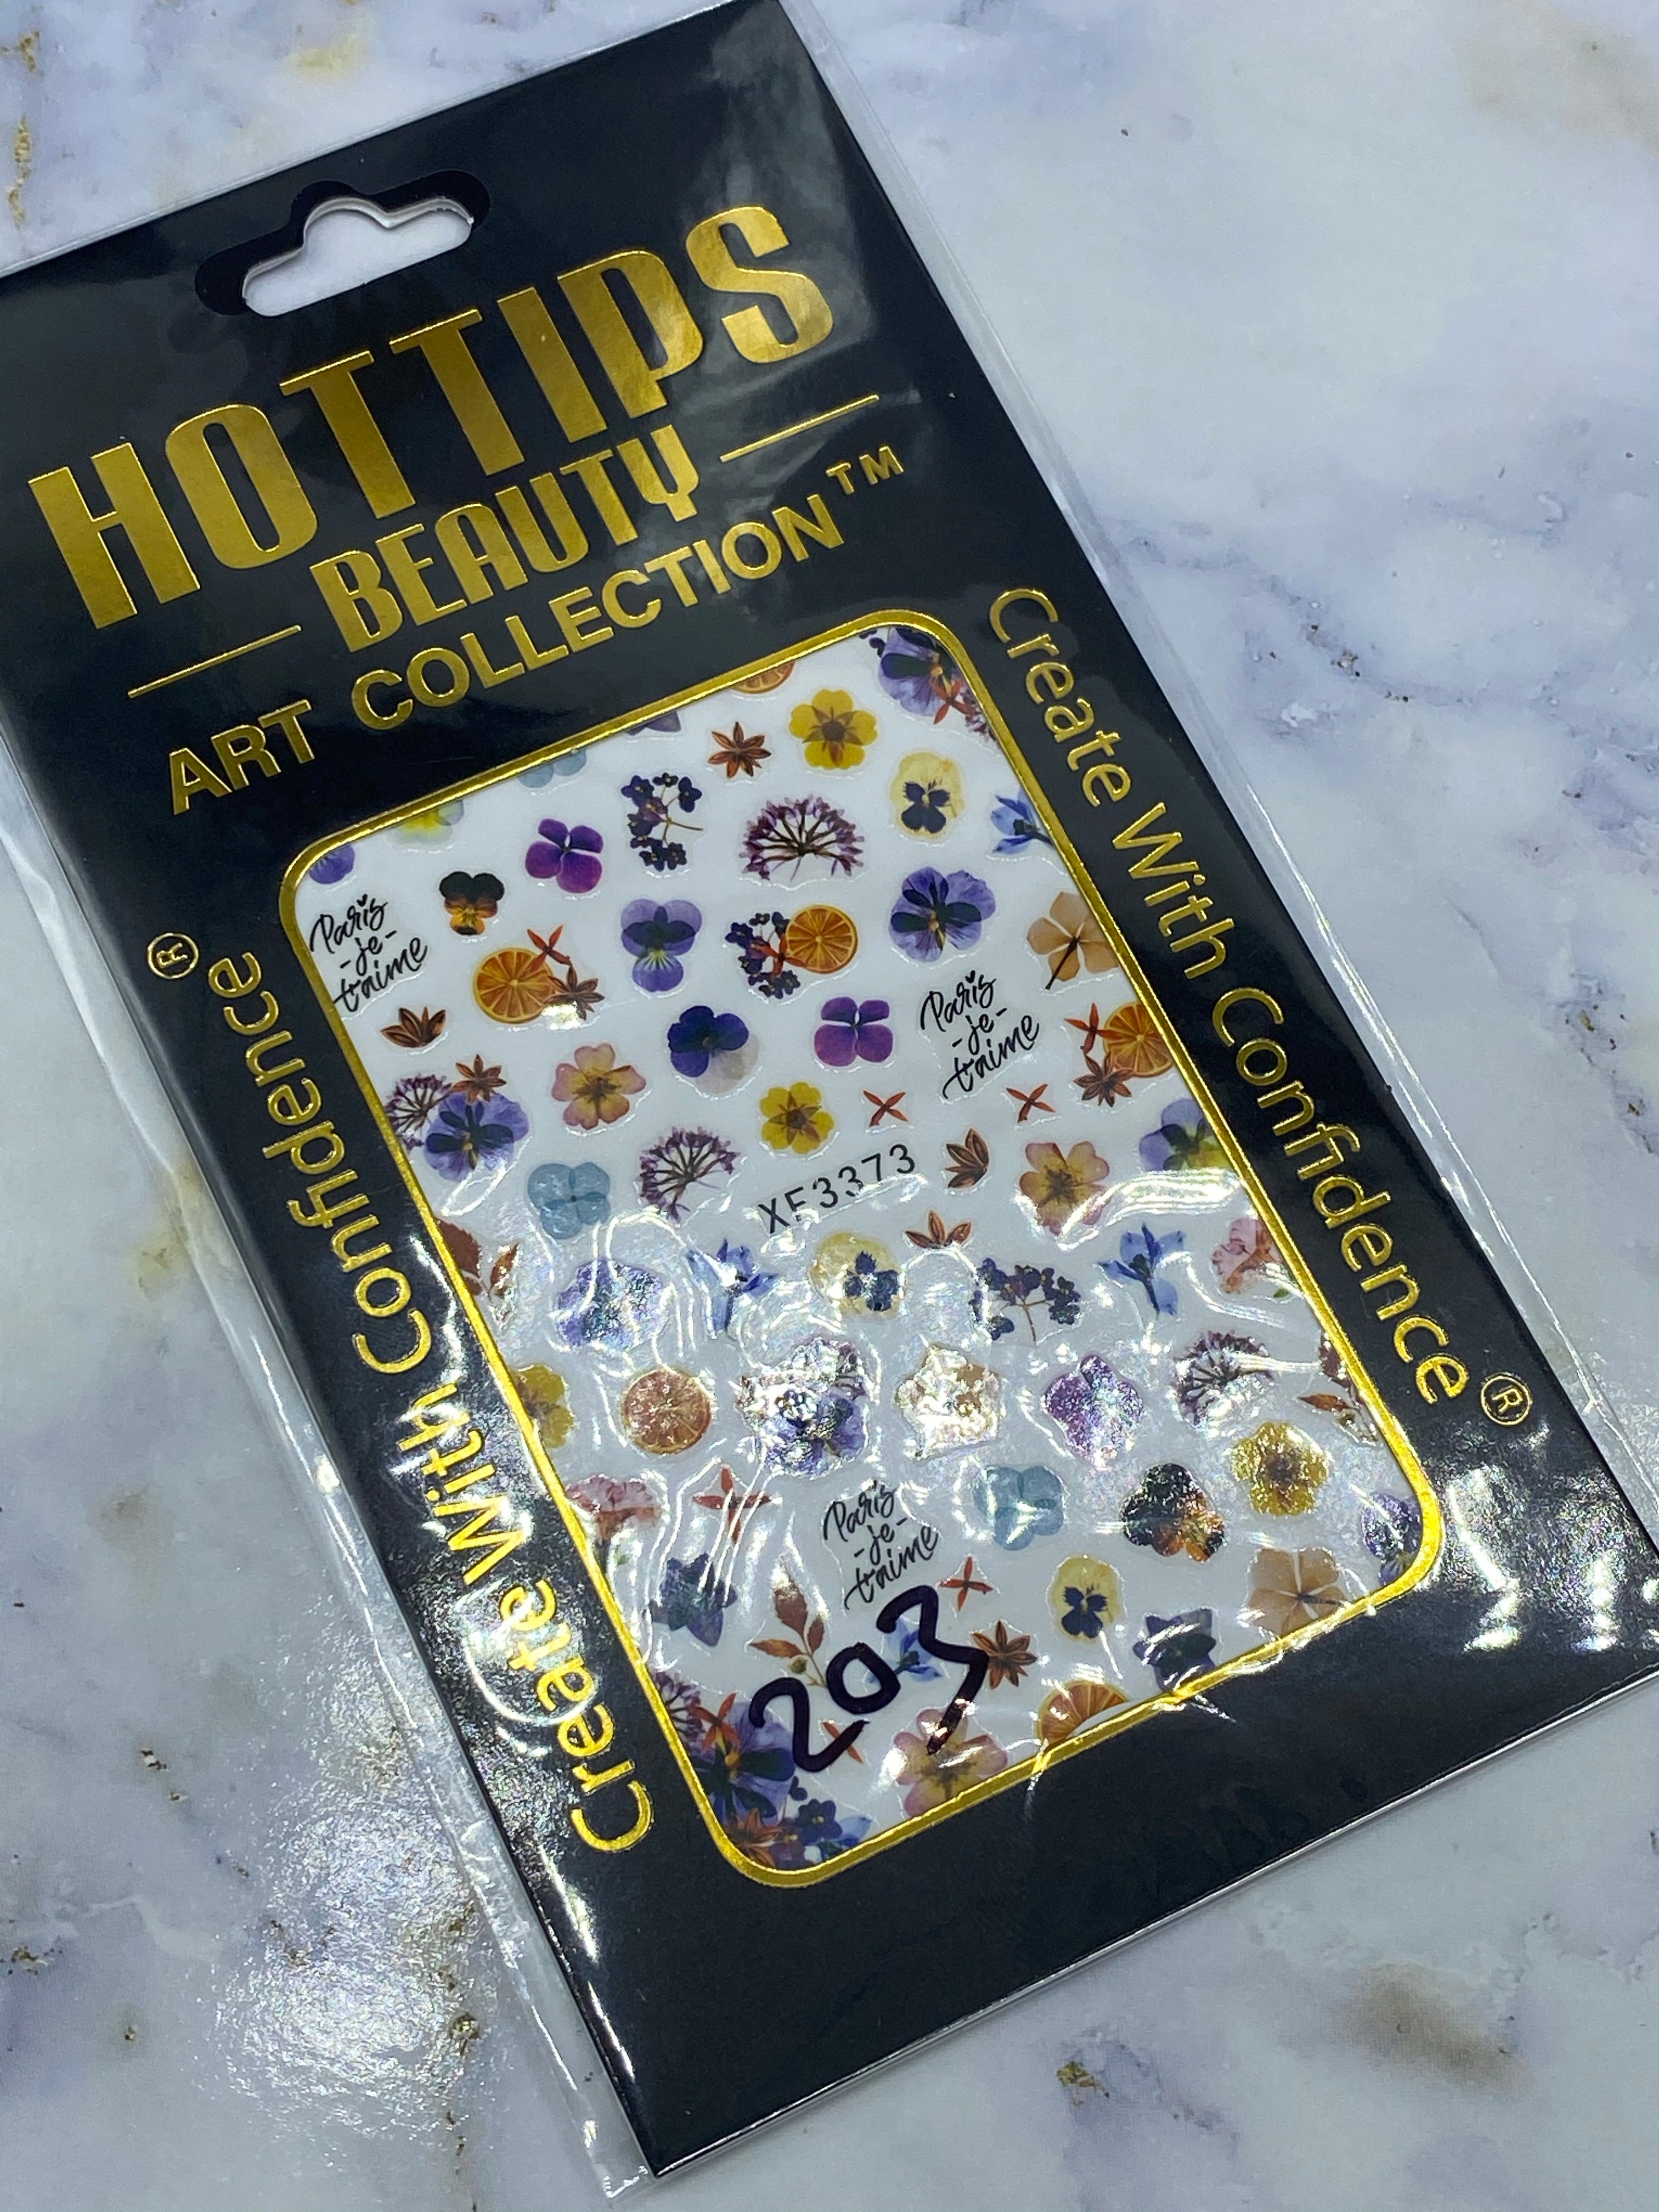 HOTTIPS
BEAUTY
ART COLLECTION™
Create With Confidence®
Create With Confidence®
Paris
-je-
t'aime
Paris
-je-
t'aime
XF3373
Paris
-je-
t'aime
203